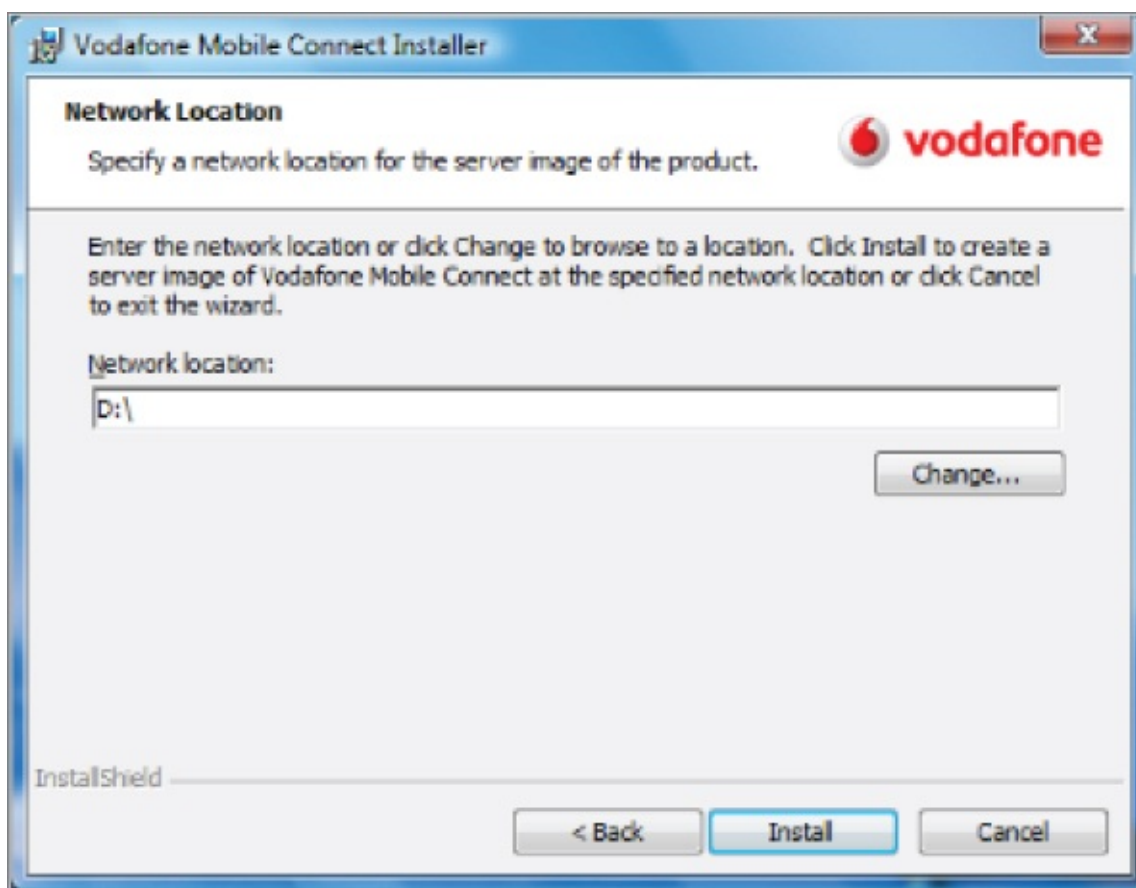 Vodafone Mobile Connect Installer
x
Network Location
Specify a network location for the server image of the product.
vodafone
Enter the network location or click Change to browse to a location. Click Install to create a
server image of Vodafone Mobile Connect at the specified network location or click Cancel
to exit the wizard.
Network location:
D:\
Change...
InstallShield
< Back
Install
Cancel